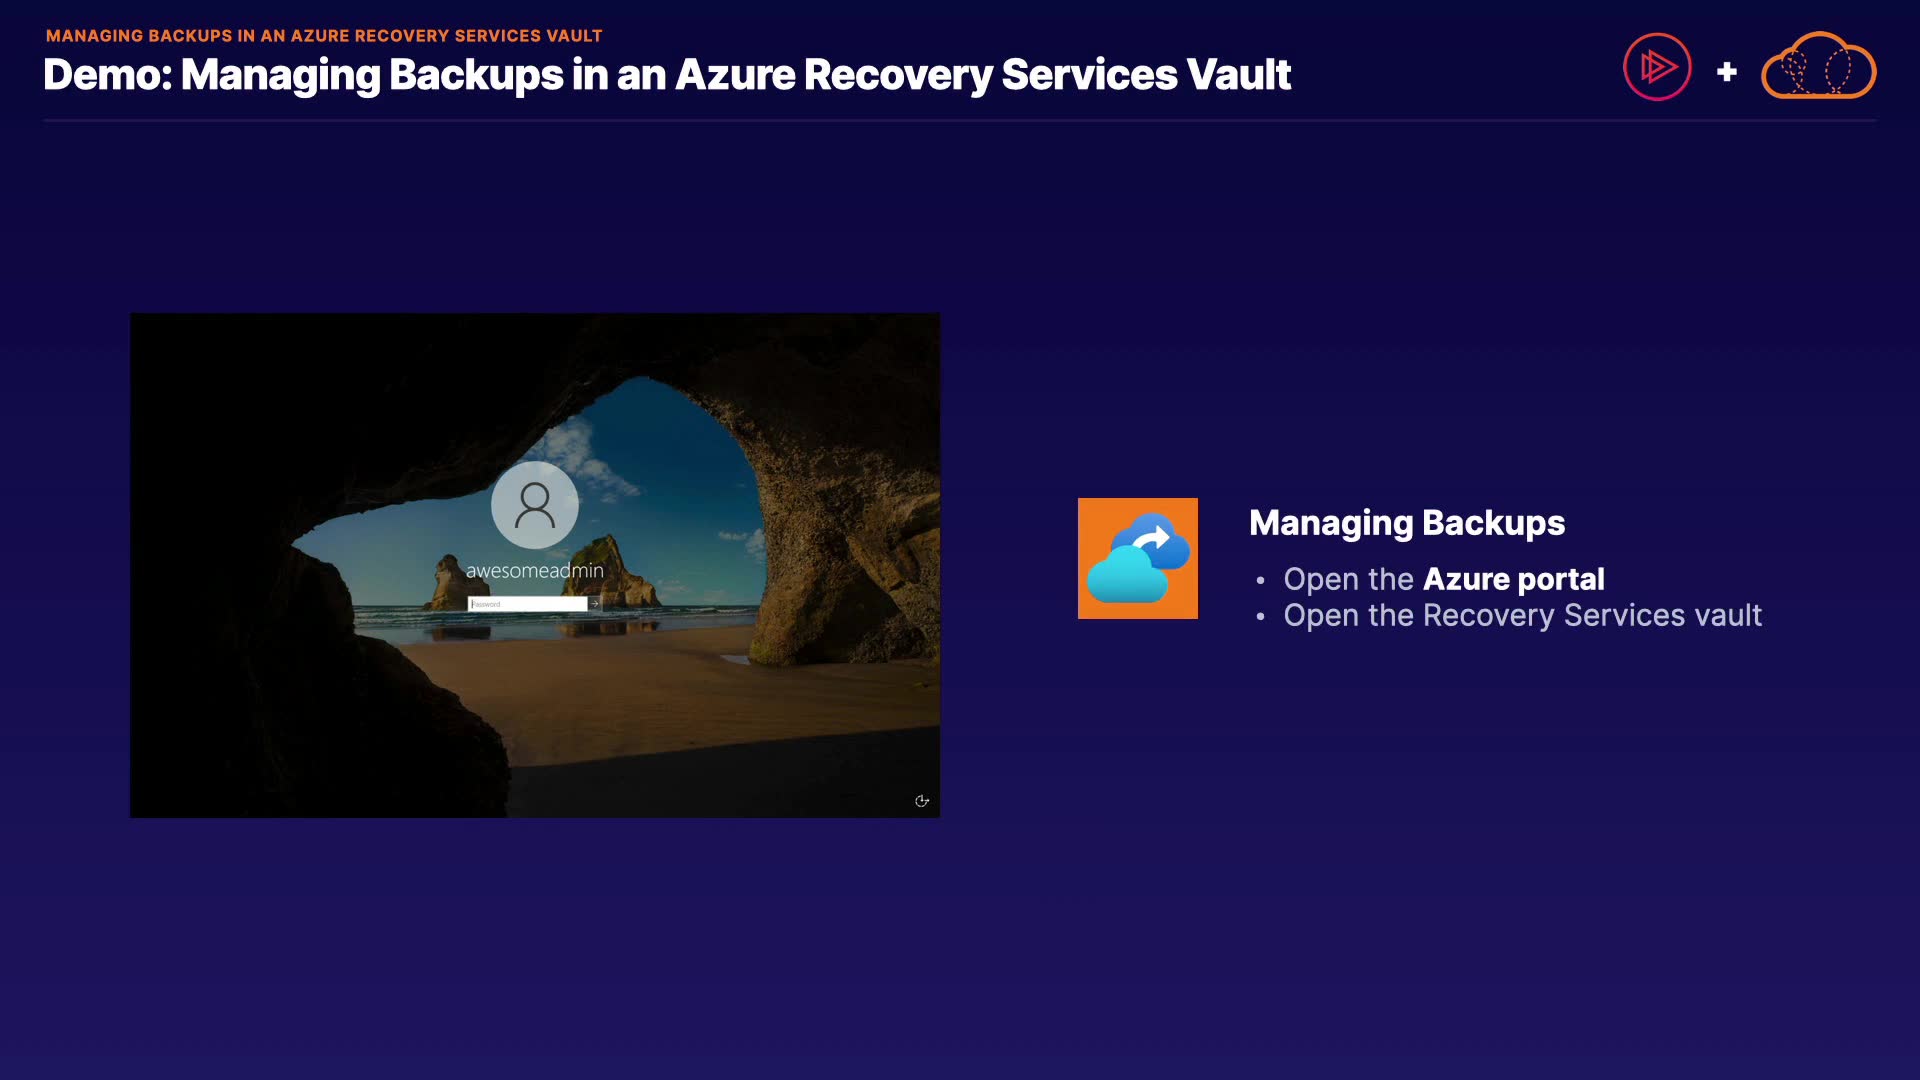 MANAGING BACKUPS IN AN AZURE RECOVERY SERVICES VAULT
Demo: Managing Backups in an Azure Recovery Services Vault
+
awesomeadmin
Password
Managing Backups
• Open the Azure portal
• Open the Recovery Services vault